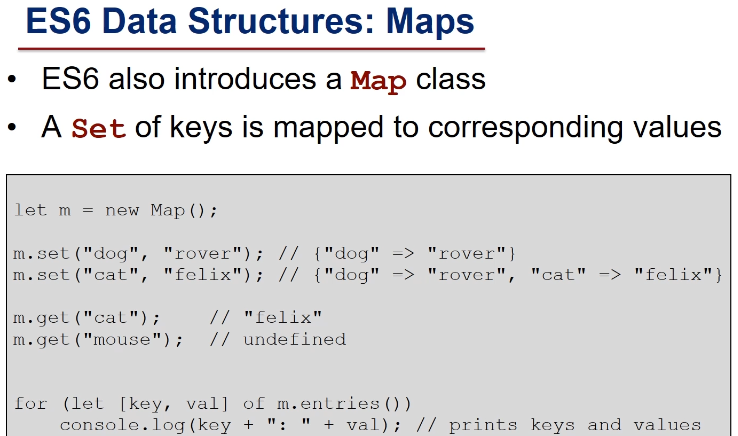 ES6 Data Structures: Maps
• ES6 also introduces a Map class
• A Set of keys is mapped to corresponding values
let m = new Map();
m.set("dog", "rover"); // {"dog" => "rover"}
m.set("cat", "felix"); // {"dog" => "rover", "cat" => "felix"}
m.get("cat");     // "felix"
m.get("mouse");  // undefined
for (let [key, val] of m.entries())
    console.log(key + ": " + val); // prints keys and values